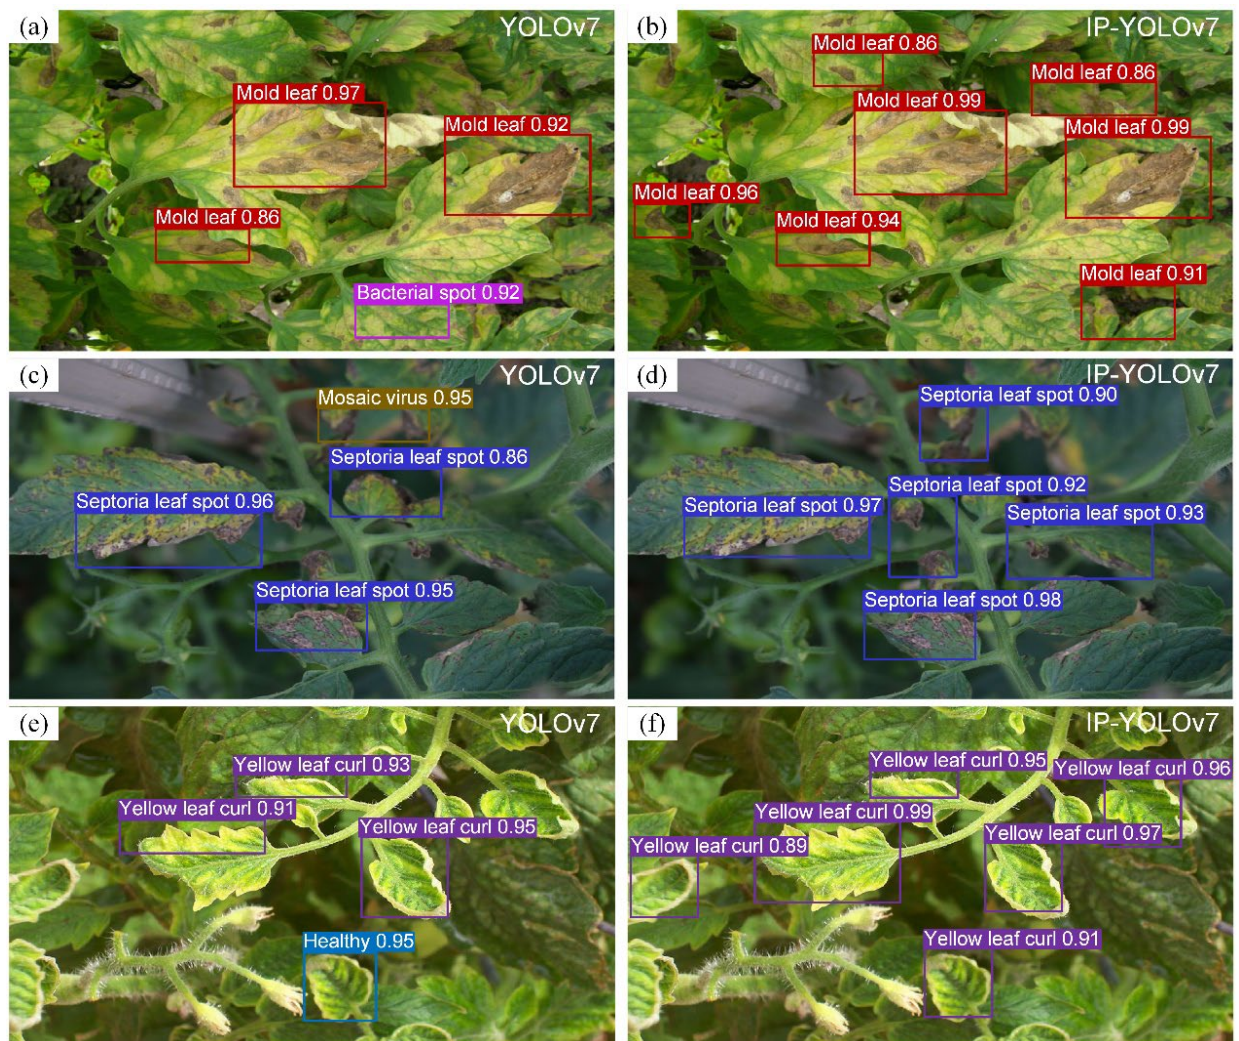 (a)
YOLOv7
Mold leaf 0.97
Mold leaf 0.92
Mold leaf 0.86
Bacterial spot 0.92
(b)
IP-YOLOv7
Mold leaf 0.86
Mold leaf 0.86
Mold leaf 0.99
Mold leaf 0.99
Mold leaf 0.96
Mold leaf 0.94
Mold leaf 0.91
(c)
YOLOv7
Mosaic virus 0.95
Septoria leaf spot 0.86
Septoria leaf spot 0.96
Septoria leaf spot 0.95
(d)
IP-YOLOv7
Septoria leaf spot 0.90
Septoria leaf spot 0.92
Septoria leaf spot 0.97
Septoria leaf spot 0.93
Septoria leaf spot 0.98
(e)
YOLOv7
Yellow leaf curl 0.93
Yellow leaf curl 0.91
Yellow leaf curl 0.95
Healthy 0.95
(f)
IP-YOLOv7
Yellow leaf curl 0.95
Yellow leaf curl 0.96
Yellow leaf curl 0.99
Yellow leaf curl 0.97
Yellow leaf curl 0.89
Yellow leaf curl 0.91